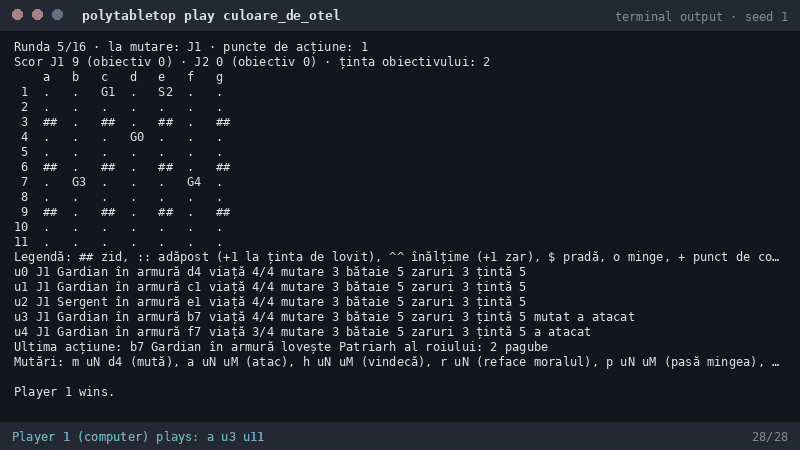 polytabletop play culoare_de_otel
terminal output · seed 1
Runda 5/16 · la mutare: J1 · puncte de acțiune: 1
Scor J1 9 (obiectiv 0) · J2 0 (obiectiv 0) · ținta obiectivului: 2
a b c d e f g
1 . . G1 . S2 . .
2 . . . . . . .
3 ## . ## . ## . ##
4 . . . G0 . . .
5 . . . . . . .
6 ## . ## . ## . ##
7 . G3 . . . G4 .
8 . . . . . . .
9 ## . ## . ## . ##
10 . . . . . . .
11 . . . . . . .
Legendă: ## zid, :: adăpost (+1 la ținta de lovit), ^^ înălțime (+1 zar), $ pradă, o minge, + punct de co…
u0 J1 Gardian în armură d4 viață 4/4 mutare 3 bătaie 5 zaruri 3 țintă 5
u1 J1 Gardian în armură c1 viață 4/4 mutare 3 bătaie 5 zaruri 3 țintă 5
u2 J1 Sergent în armură e1 viață 4/4 mutare 3 bătaie 5 zaruri 3 țintă 5
u3 J1 Gardian în armură b7 viață 4/4 mutare 3 bătaie 5 zaruri 3 țintă 5 mutat a atacat
u4 J1 Gardian în armură f7 viață 3/4 mutare 3 bătaie 5 zaruri 3 țintă 5 a atacat
Ultima acțiune: b7 Gardian în armură lovește Patriarh al roiului: 2 pagube
Mutări: m uN d4 (mută), a uN uM (atac), h uN uM (vindecă), r uN (reface moralul), p uN uM (pasă mingea), …
Player 1 wins.
Player 1 (computer) plays: a u3 u11
28/28